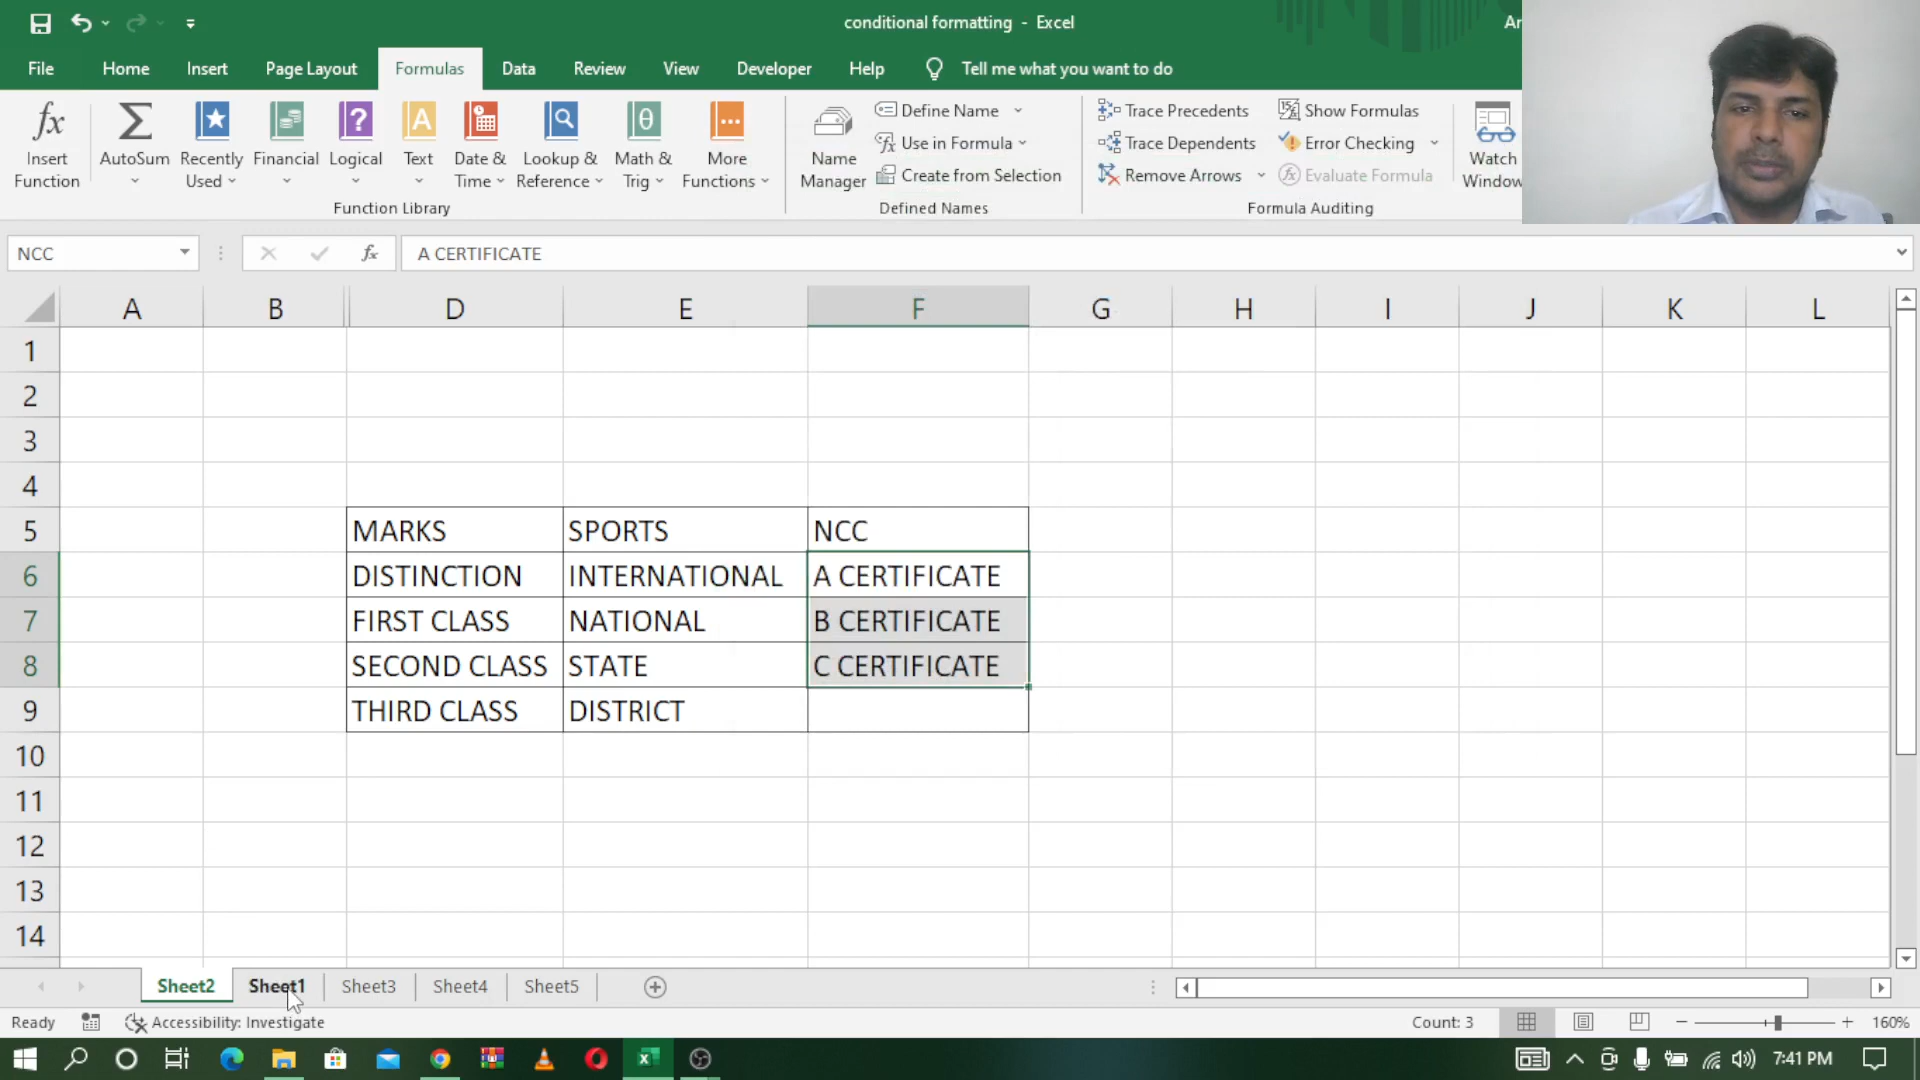 conditional formatting - Excel
Ar
File Home Insert Page Layout Formulas Data Review View Developer Help Tell me what you want to do
Insert Function
AutoSum
Recently Used
Financial
Logical
Text
Date & Time
Lookup & Reference
Math & Trig
More Functions
Function Library
Name Manager
Define Name
Use in Formula
Create from Selection
Defined Names
Trace Precedents
Trace Dependents
Remove Arrows
Show Formulas
Error Checking
Evaluate Formula
Formula Auditing
Watch Window
NCC fx A CERTIFICATE
A B D E F G H I J K L
1
2
3
4
5 MARKS SPORTS NCC
6 DISTINCTION INTERNATIONAL A CERTIFICATE
7 FIRST CLASS NATIONAL B CERTIFICATE
8 SECOND CLASS STATE C CERTIFICATE
9 THIRD CLASS DISTRICT
10
11
12
13
14
Sheet2 Sheet1 Sheet3 Sheet4 Sheet5
Ready Accessibility: Investigate Count: 3 160%
7:41 PM